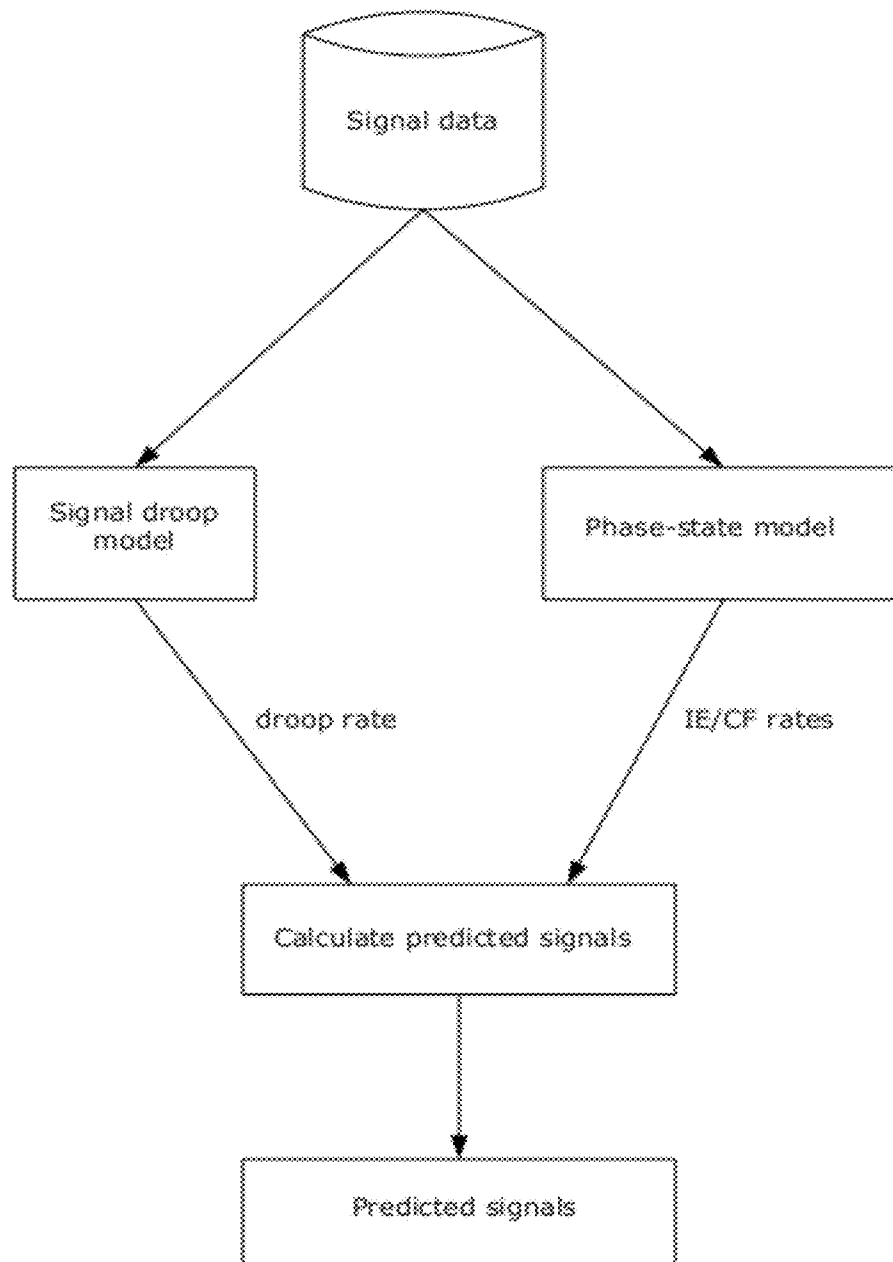 Signal data
Signal droop
model
Phase-state model
droop rate
IE/CF rates
Calculate predicted signals
Predicted signals